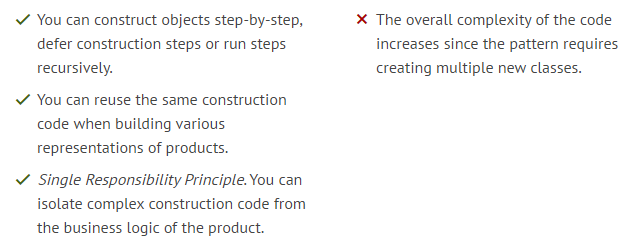 You can construct objects step-by-step,
defer construction steps or run steps
recursively.
You can reuse the same construction
code when building various
representations of products.
Single Responsibility Principle. You can
isolate complex construction code from
the business logic of the product.
The overall complexity of the code
increases since the pattern requires
creating multiple new classes.